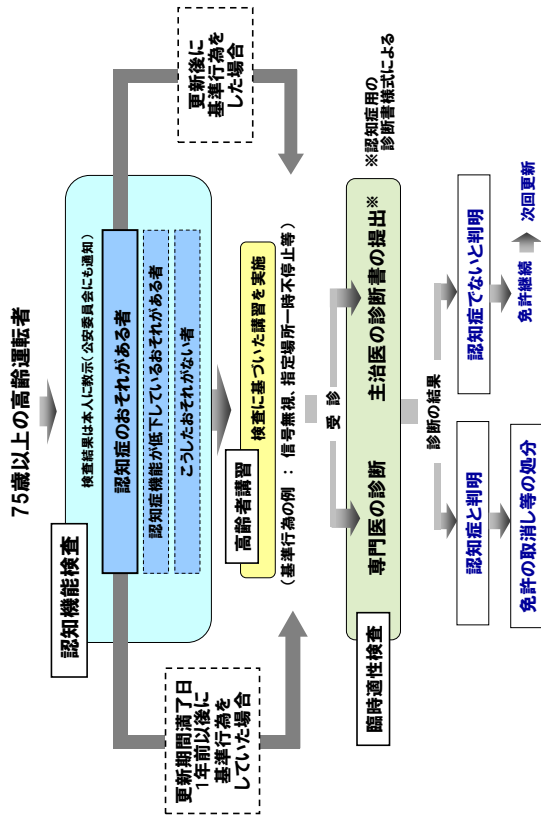 75歳以上の高齢運転者
認知機能検査
検査結果は本人に教示(公安委員会にも通知)
認知症のおそれがある者
認知症機能が低下しているおそれがある者
こうしたおそれがない者
更新期間満了日
1年前以後に
基準行為を
していた場合
更新後に
基準行為を
した場合
高齢者講習
検査に基づいた講習を実施
(基準行為の例 : 信号無視、指定場所一時不停止等)
受診
臨時適性検査
専門医の診断
主治医の診断書の提出※
※認知症用の
診断書様式による
診断の結果
認知症と判明
認知症でないと判明
免許の取消し等の処分
免許継続
次回更新